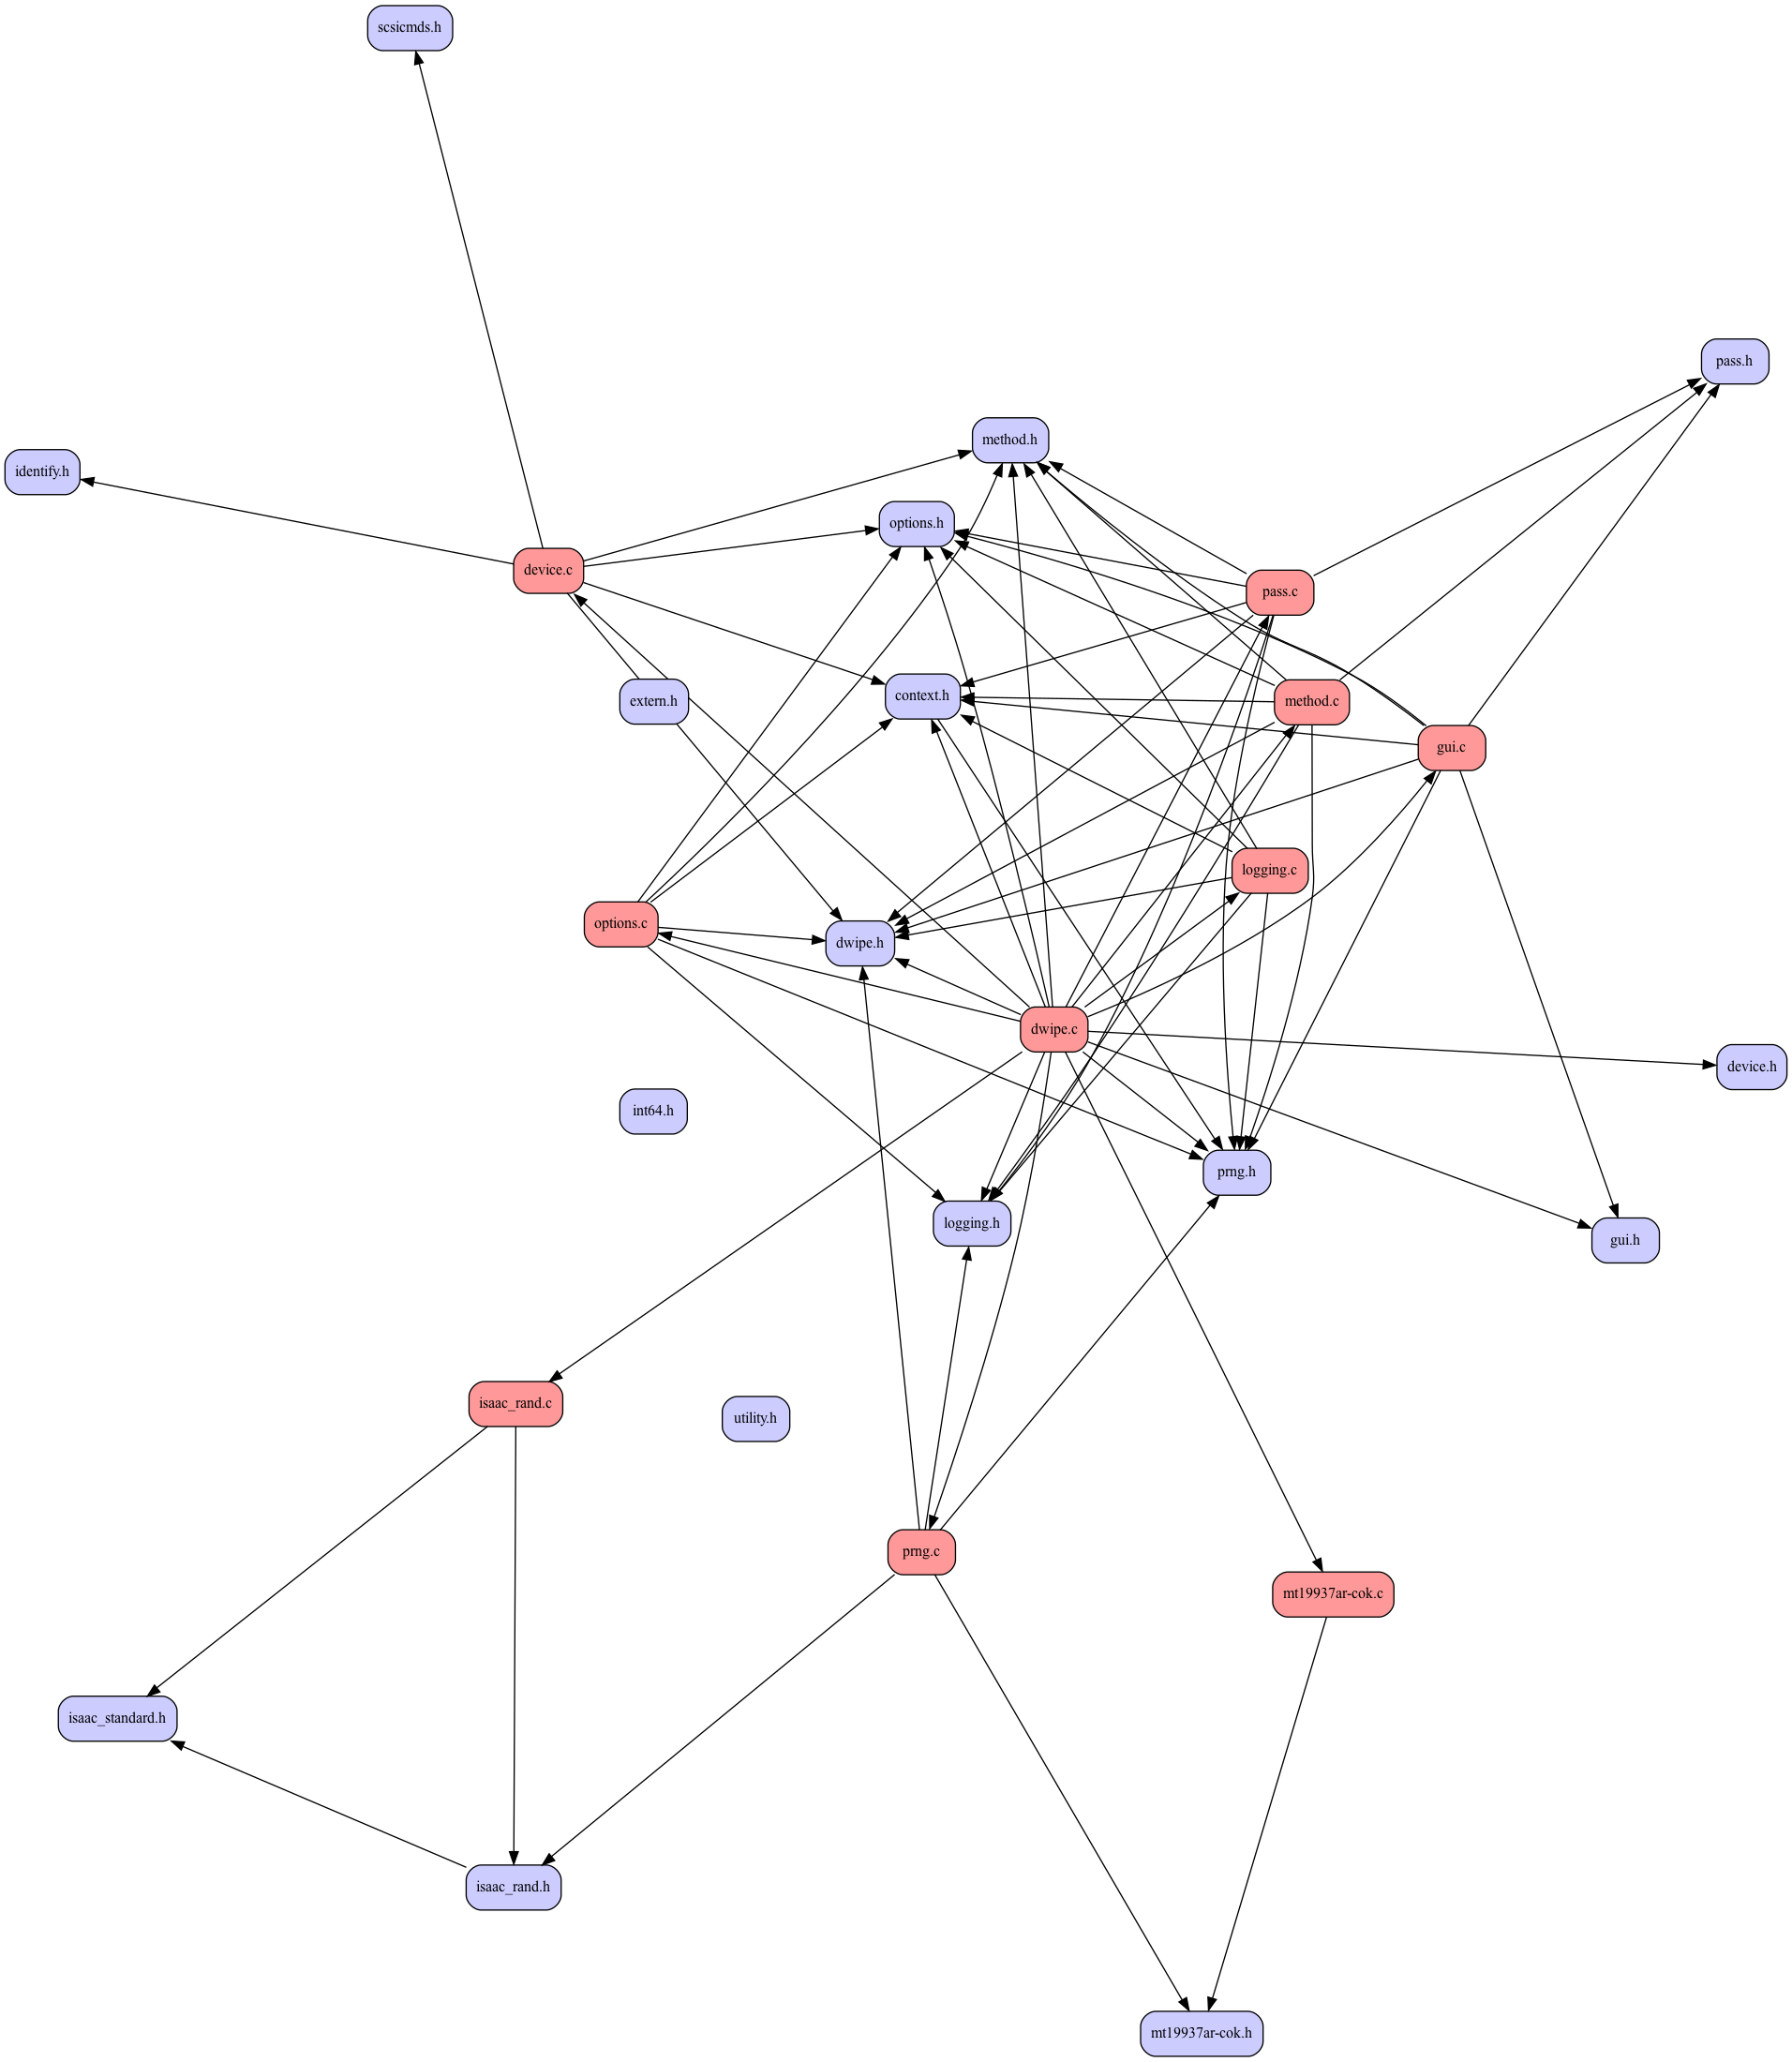 scsicmds.h
pass.h
method.h
identify.h
options.h
device.c
pass.c
context.h
extern.h
method.c
gui.c
logging.c
options.c
dwipe.h
dwipe.c
device.h
int64.h
prng.h
logging.h
gui.h
isaac_rand.c
utility.h
prng.c
mt19937ar-cok.c
isaac_standard.h
isaac_rand.h
mt19937ar-cok.h